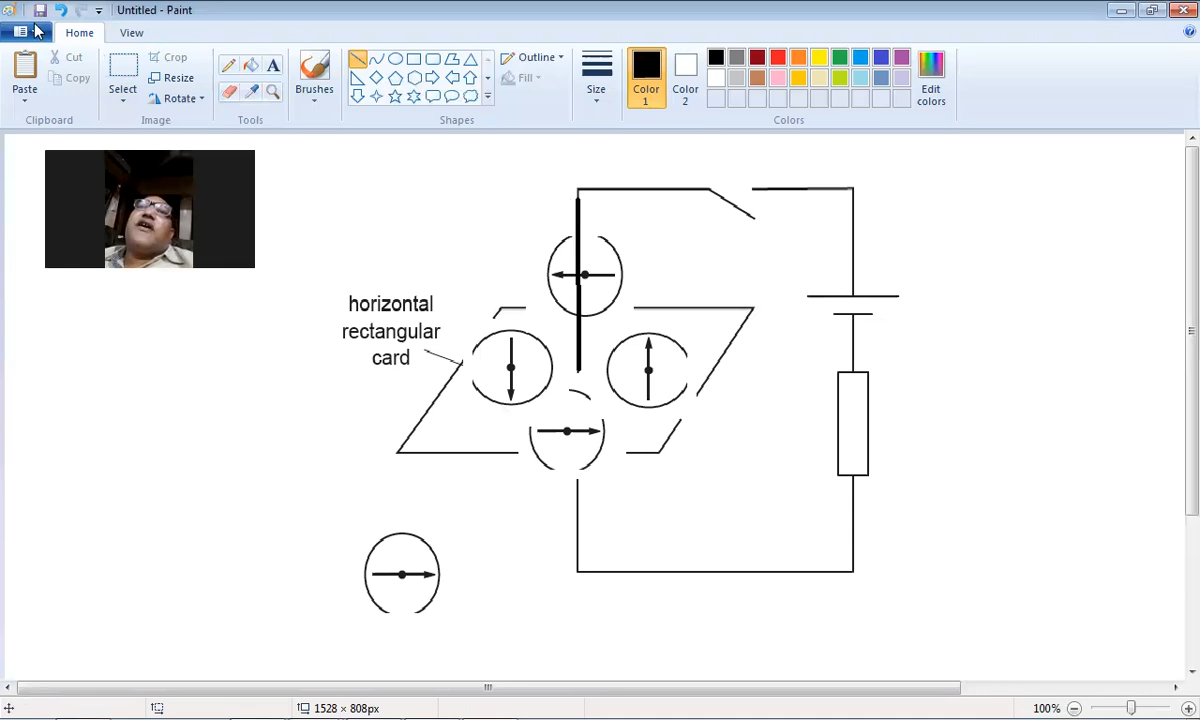 Untitled - Paint
Home View
Paste
Cut
Copy
Clipboard
Select
Crop
Resize
Rotate
Image
A
Tools
Brushes
Shapes
Outline
Fill
Size
Color
1
Color
2
Edit
colors
Colors
horizontal
rectangular
card
1528 × 808px
100%